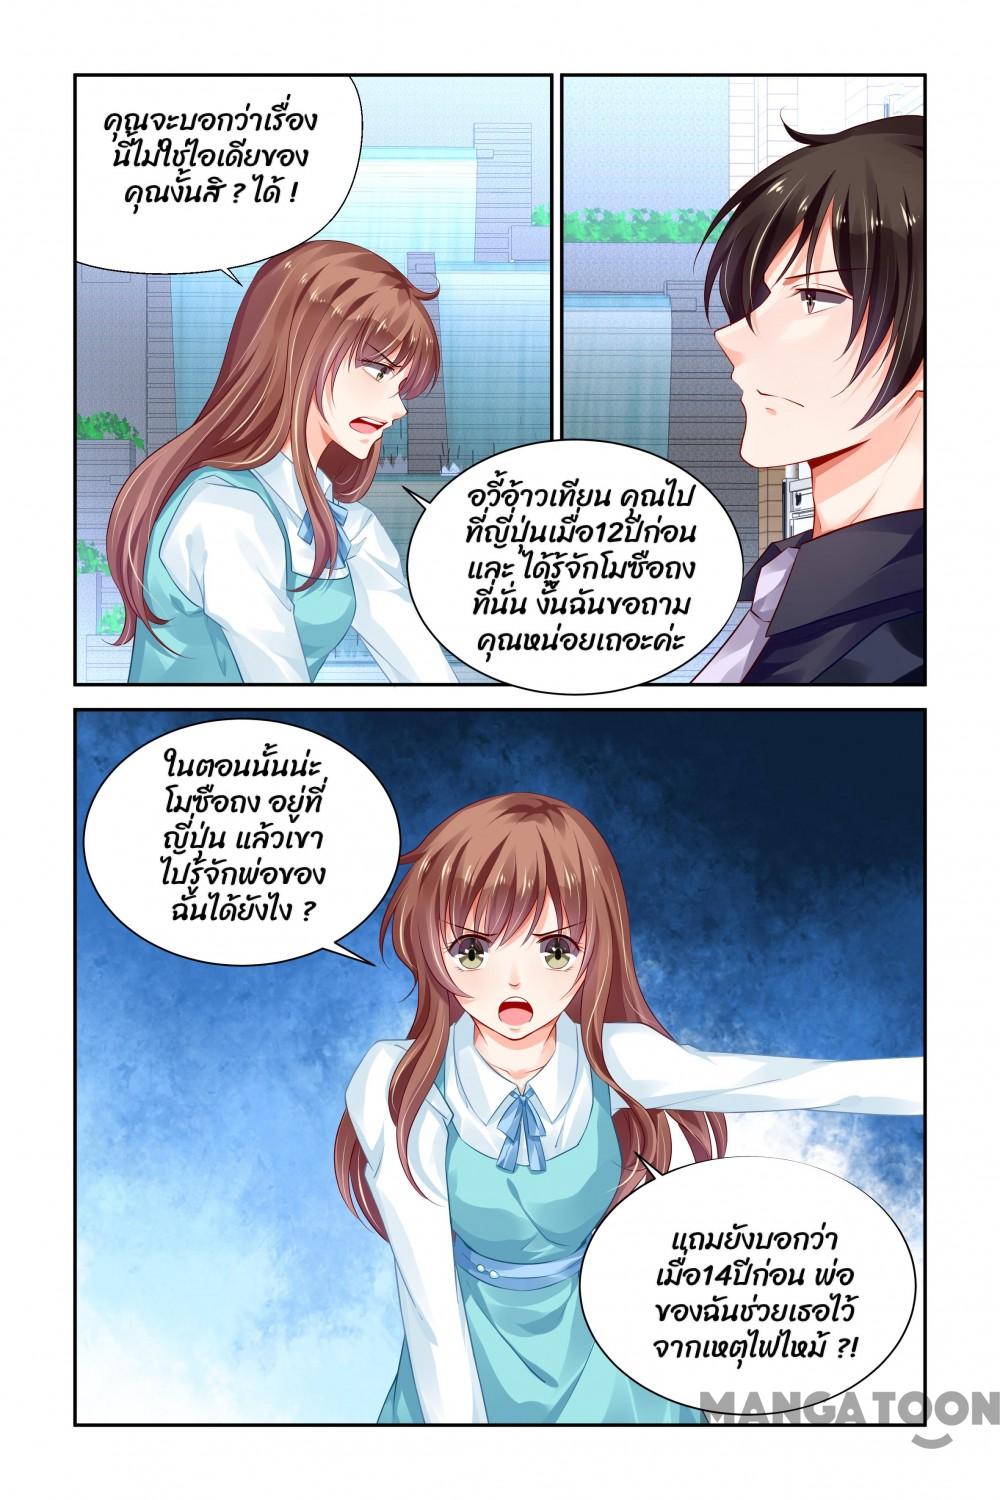 คุณจะบอกว่าเรื่อง
นี้ไม่ใช่ไอเดียของ
คุณงั้นสิ ? ได้ !
อวี้อ้าวเทียน คุณไป
ที่ญี่ปุ่นเมื่อ12ปีก่อน
และ ได้รู้จักโมซือถง
ที่นั่น งั้นฉันขอถาม
คุณหน่อยเถอะค่ะ
ในตอนนั้นน่ะ
โมซือถง อยู่ที่
ญี่ปุ่น แล้วเขา
ไปรู้จักพ่อของ
ฉันได้ยังไง ?
แถมยังบอกว่า
เมื่อ14ปีก่อน พ่อ
ของฉันช่วยเธอไว้
จากเหตุไฟไหม้ ?!
MANGATOON